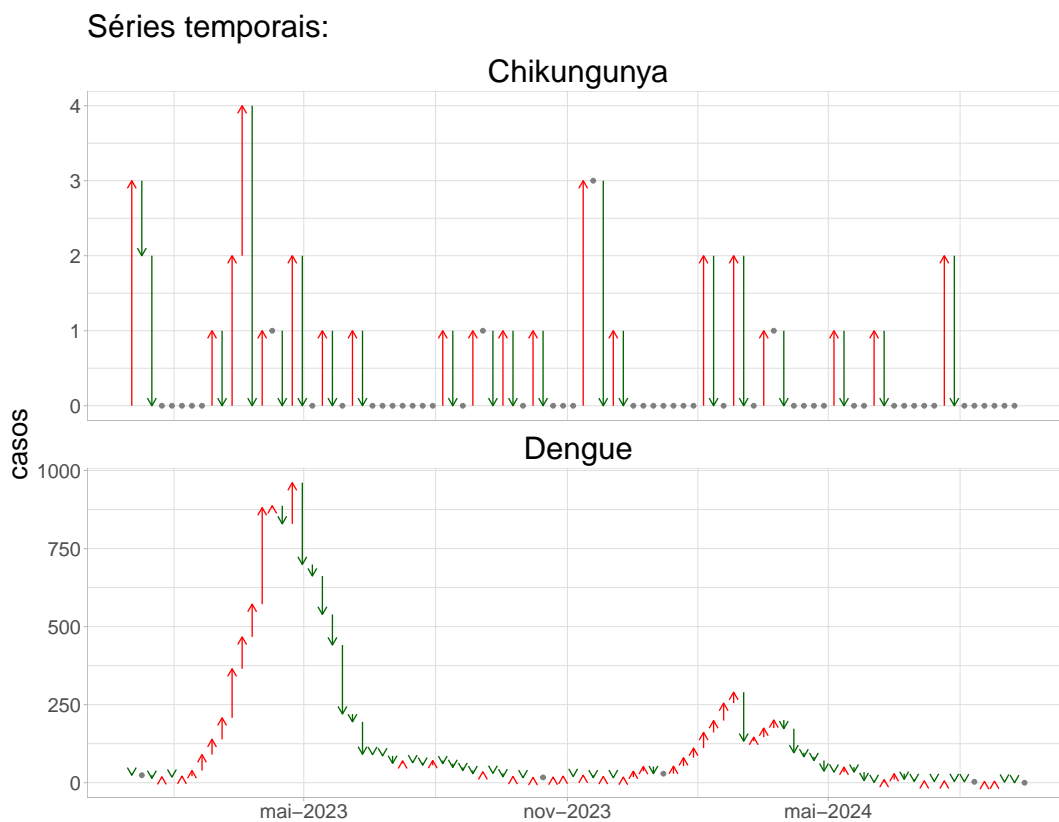 Séries temporais:
Chikungunya
4
3
2
1
0
casos
Dengue
1000
750
500
250
0
mai−2023
nov−2023
mai−2024